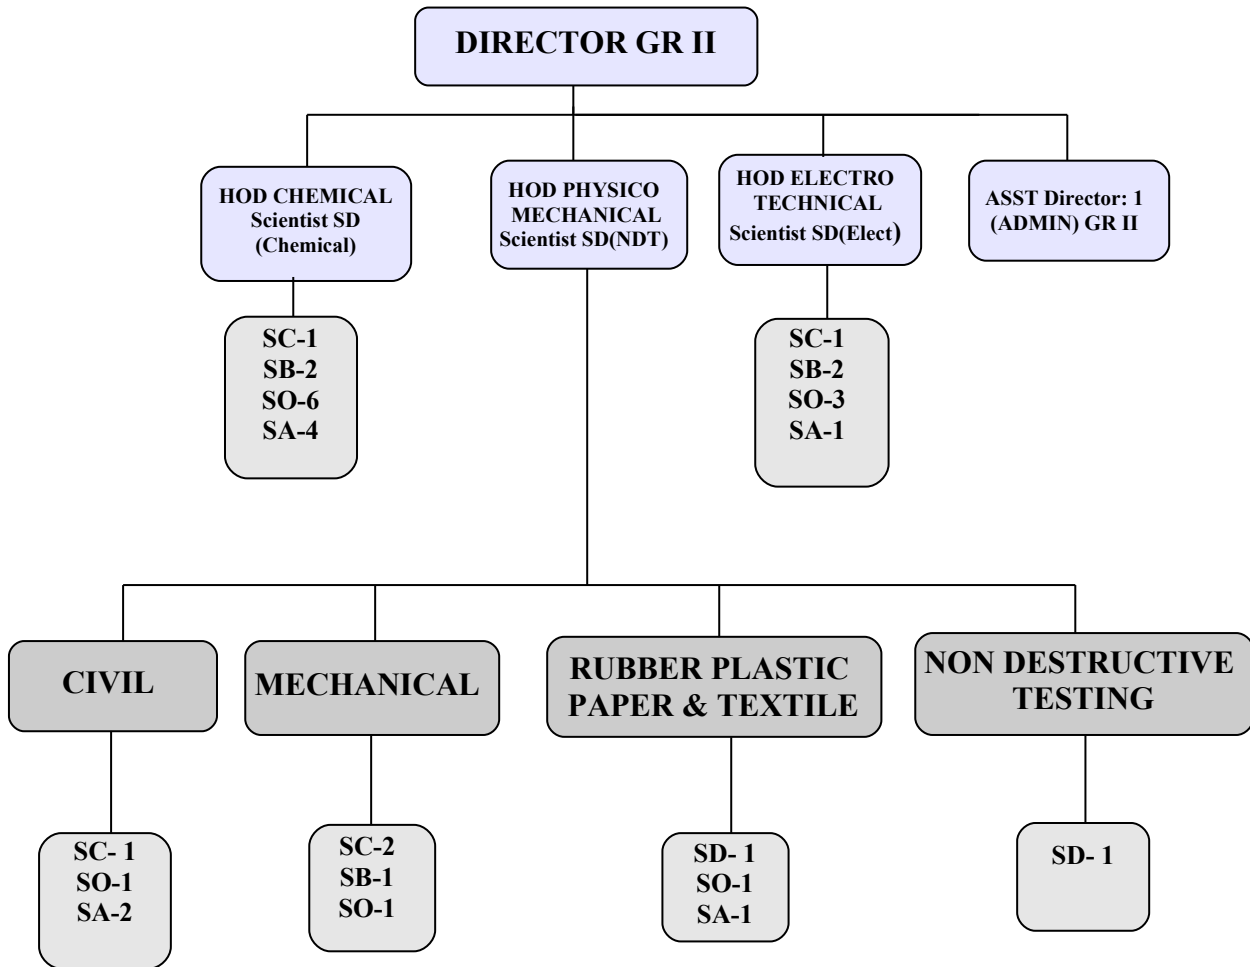 DIRECTOR GR II
HOD CHEMICAL
Scientist SD
(Chemical)
HOD PHYSICO
MECHANICAL
Scientist SD(NDT)
HOD ELECTRO
TECHNICAL
Scientist SD(Elect)
ASST Director: 1
(ADMIN) GR II
SC-1
SB-2
SO-6
SA-4
SC-1
SB-2
SO-3
SA-1
CIVIL
MECHANICAL
RUBBER PLASTIC
PAPER & TEXTILE
NON DESTRUCTIVE
TESTING
SC- 1
SO-1
SA-2
SC-2
SB-1
SO-1
SD- 1
SO-1
SA-1
SD- 1